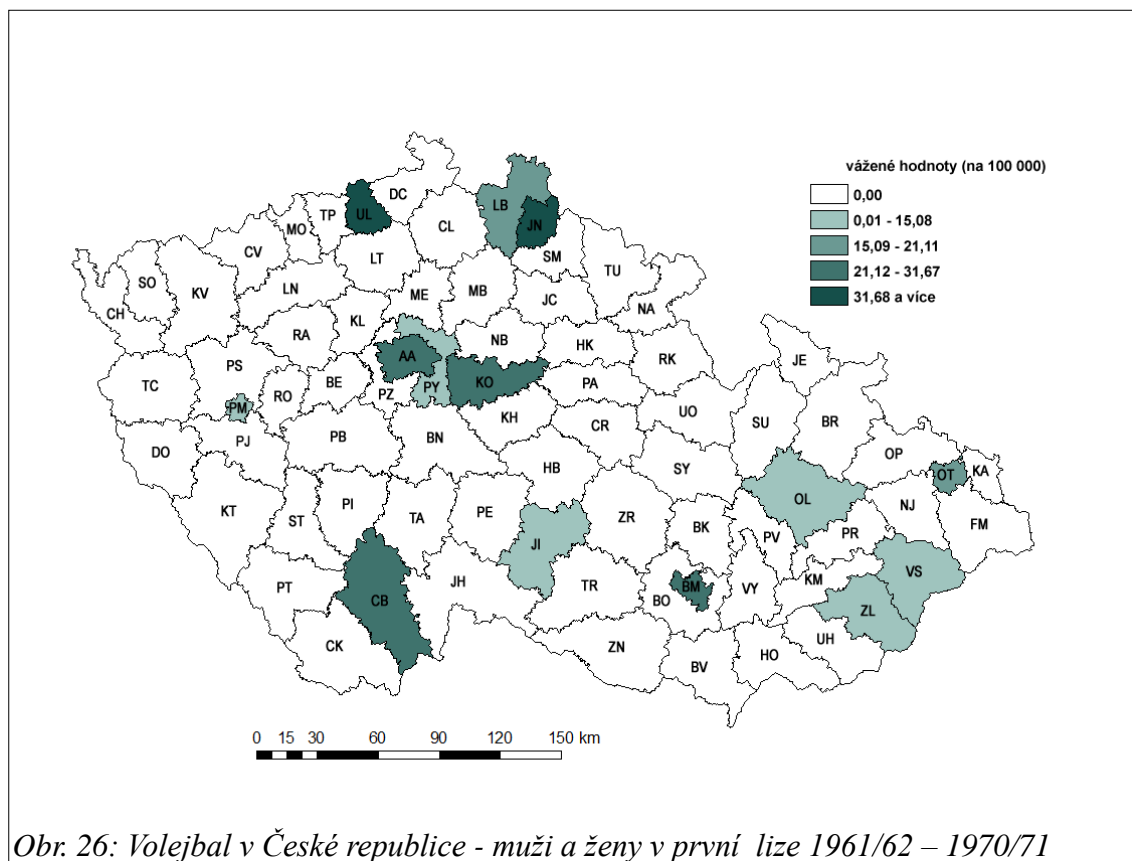 vážené hodnoty (na 100 000)
0,00
0,01 - 15,08
15,09 - 21,11
21,12 - 31,67
31,68 a více
DC
UL
TP
MO
LB
JN
CL
CV
SO
KV
CH
LT
SM
TU
LN
ME
MB
JC
NA
KL
RA
NB
HK
RK
AA
JE
PS
TC
BE
PY
KO
PA
PZ
RO
PM
UO
SU
BR
KH
CR
PB
BN
DO
PJ
OP
KA
OT
HB
SY
OL
KT
PI
ST
TA
PE
ZR
BK
NJ
FM
PV
PR
JI
VS
KM
PT
CB
JH
TR
BO
BM
VY
ZL
UH
CK
ZN
BV
HO
0 15 30 60 90 120 150 km
Obr. 26: Volejbal v České republice - muži a ženy v první lize 1961/62 – 1970/71